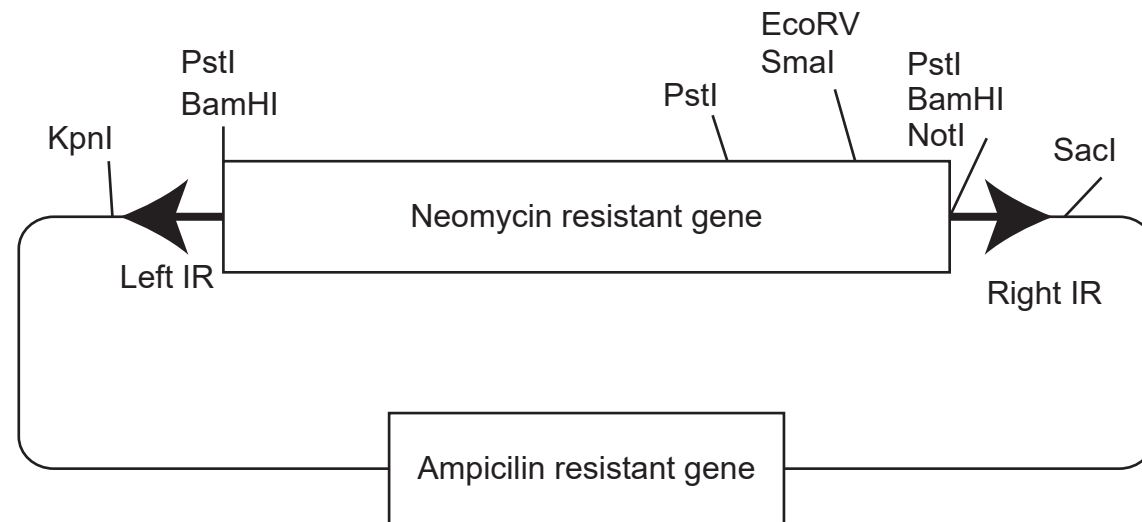 EcoRV
SmaI
PstI
BamHI
PstI
PstI
BamHI
NotI
KpnI
SacI
Neomycin resistant gene
Left IR
Right IR
Ampicilin resistant gene